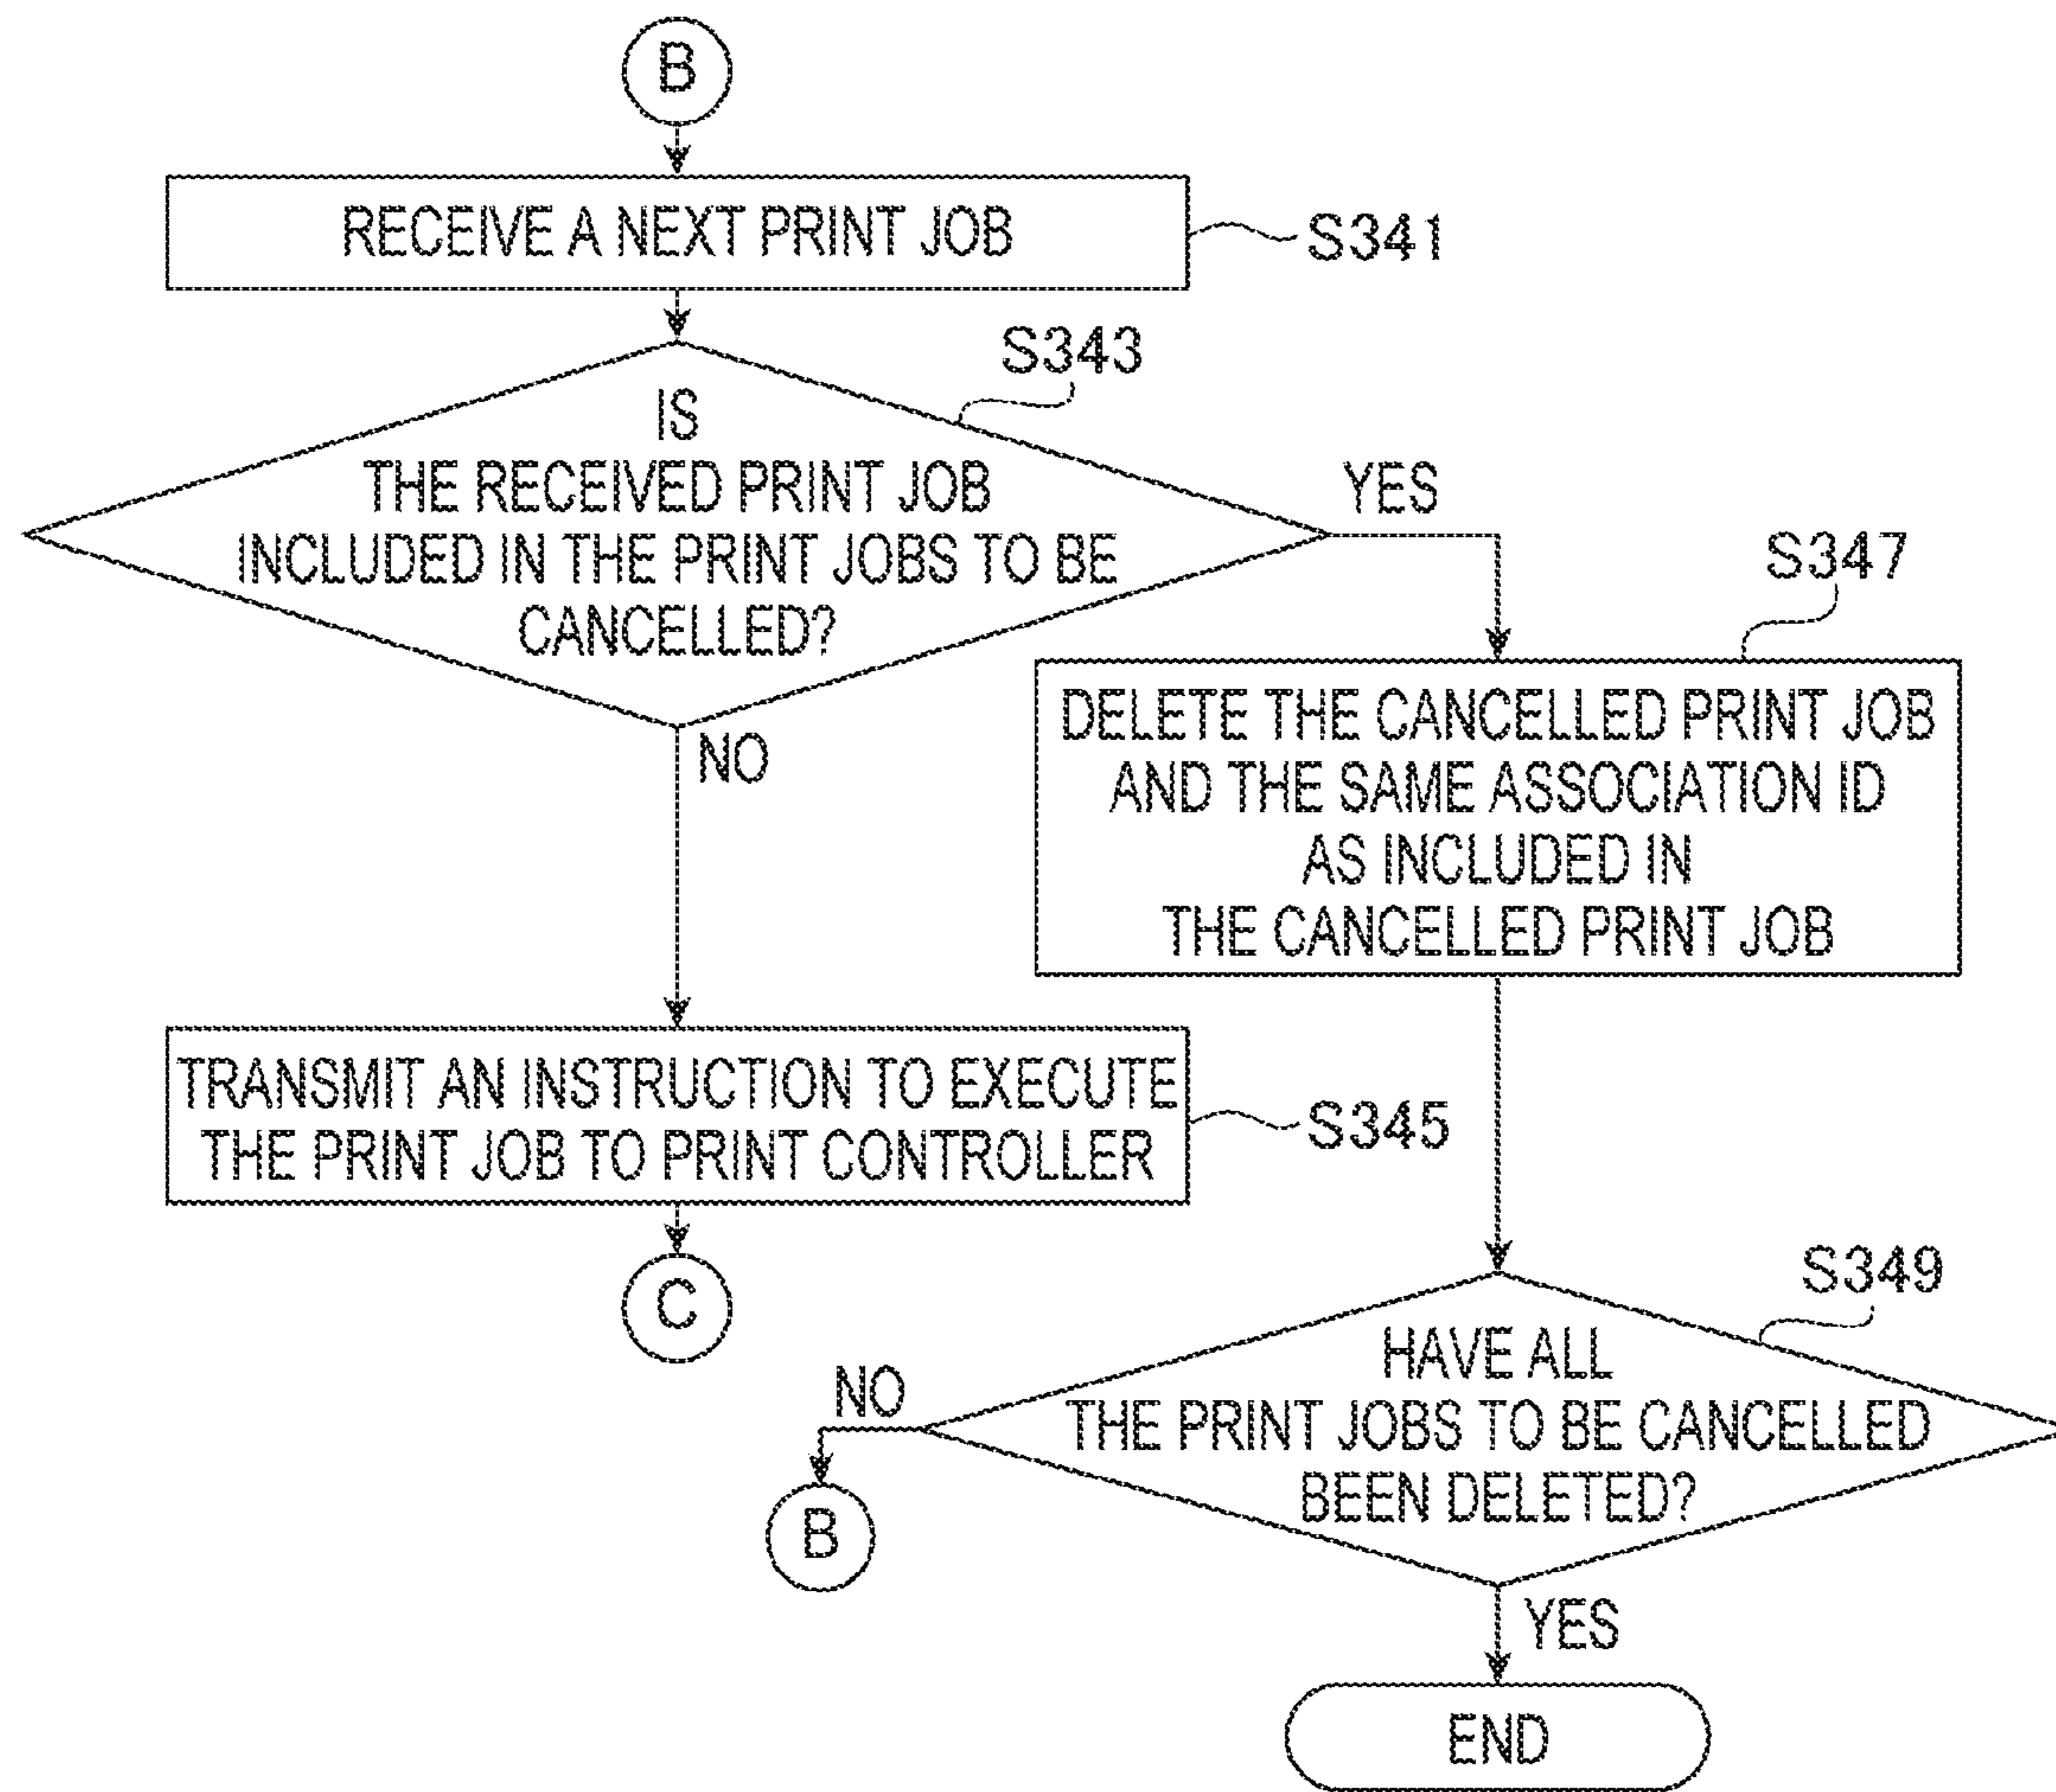 B
RECEIVE A NEXT PRINT JOB
S341
S343
IS
THE RECEIVED PRINT JOB
INCLUDED IN THE PRINT JOBS TO BE
CANCELLED?
YES
NO
S347
DELETE THE CANCELLED PRINT JOB
AND THE SAME ASSOCIATION ID
AS INCLUDED IN
THE CANCELLED PRINT JOB
TRANSMIT AN INSTRUCTION TO EXECUTE
THE PRINT JOB TO PRINT CONTROLLER
S345
C
S349
HAVE ALL
THE PRINT JOBS TO BE CANCELLED
BEEN DELETED?
NO
B
YES
END